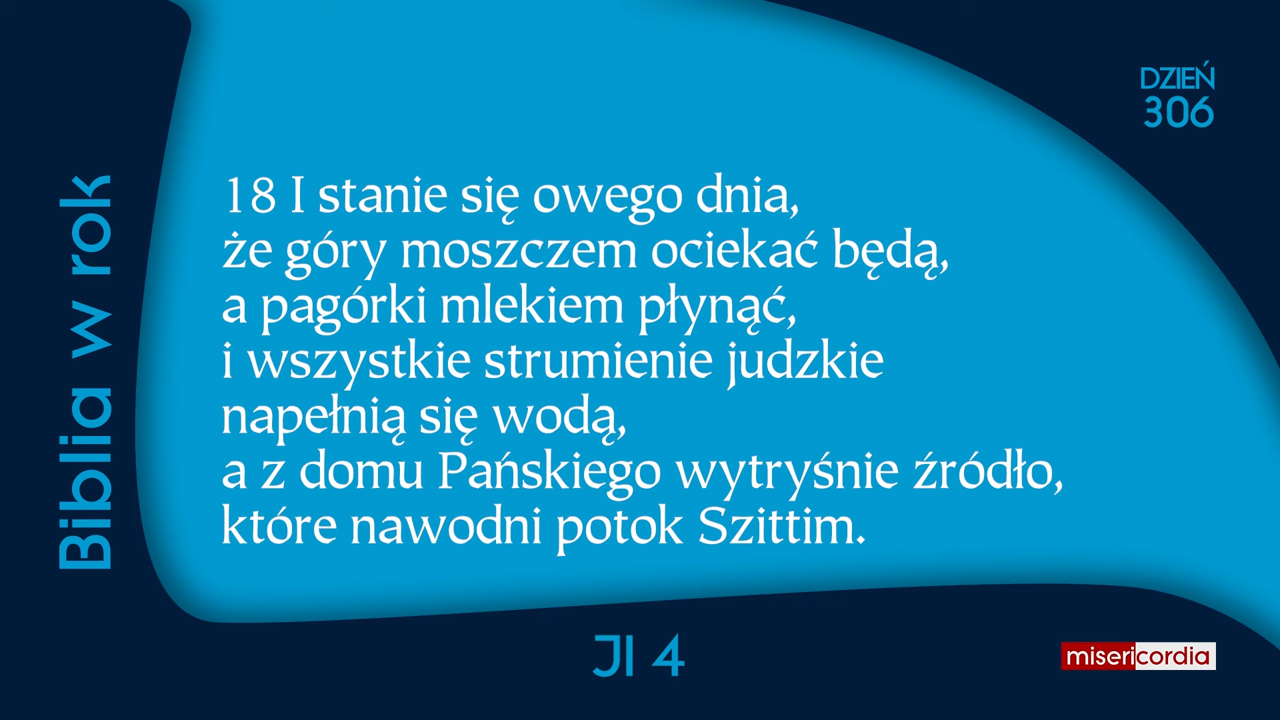 DZIEŃ
306
Biblia w rok
18 I stanie się owego dnia,
że góry moszczem ociekać będą,
a pagórki mlekiem płynąć,
i wszystkie strumienie judzkie
napełnią się wodą,
a z domu Pańskiego wytryśnie źródło,
które nawodni potok Szittim.
Jl 4
misericordia